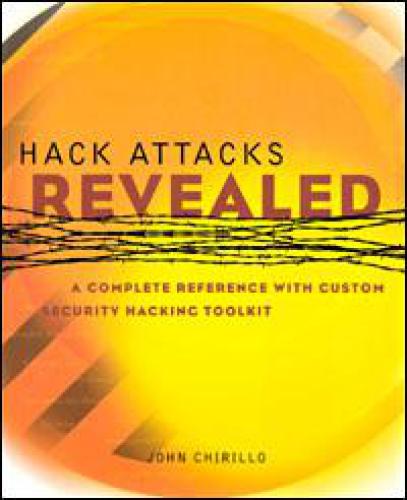 HACK ATTACKS
REVEALED
A COMPLETE REFERENCE WITH CUSTOM
SECURITY HACKING TOOLKIT
JOHN CHIRILLO